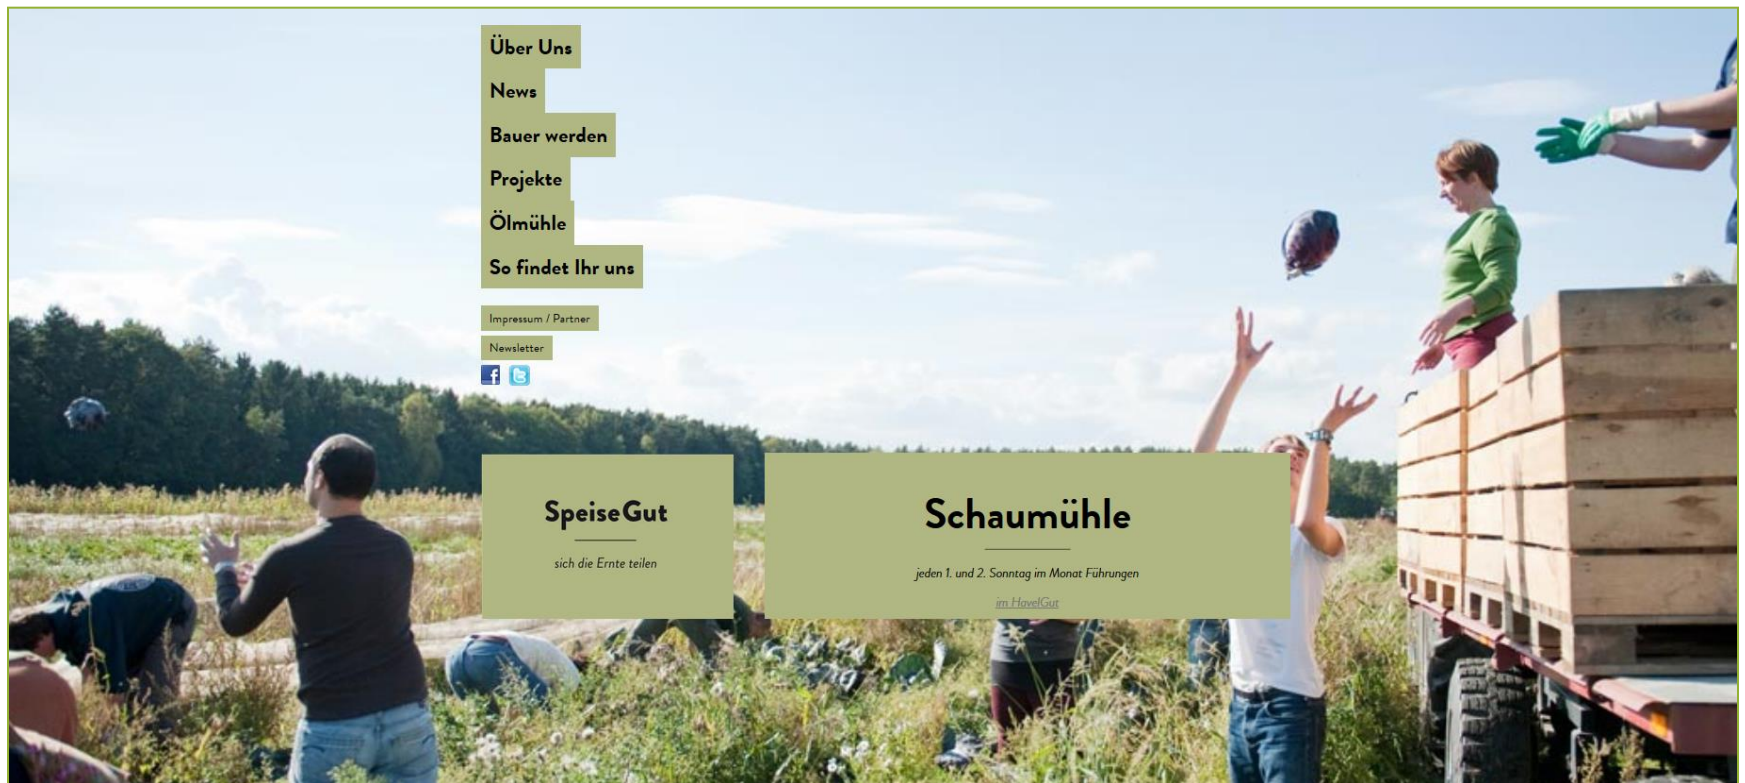 Über Uns
News
Bauer werden
Projekte
Ölmühle
So findet Ihr uns
Impressum / Partner
Newsletter
SpeiseGut
sich die Ernte teilen
Schaumühle
jeden 1. und 2. Sonntag im Monat Führungen
im HavelGut